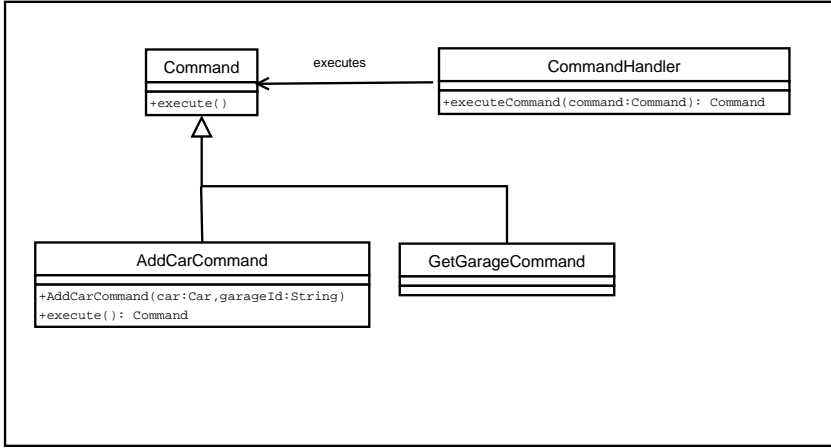 Command
+execute()
executes
CommandHandler
+executeCommand(command:Command): Command
AddCarCommand
+AddCarCommand(car:Car,garageId:String)
+execute(): Command
GetGarageCommand